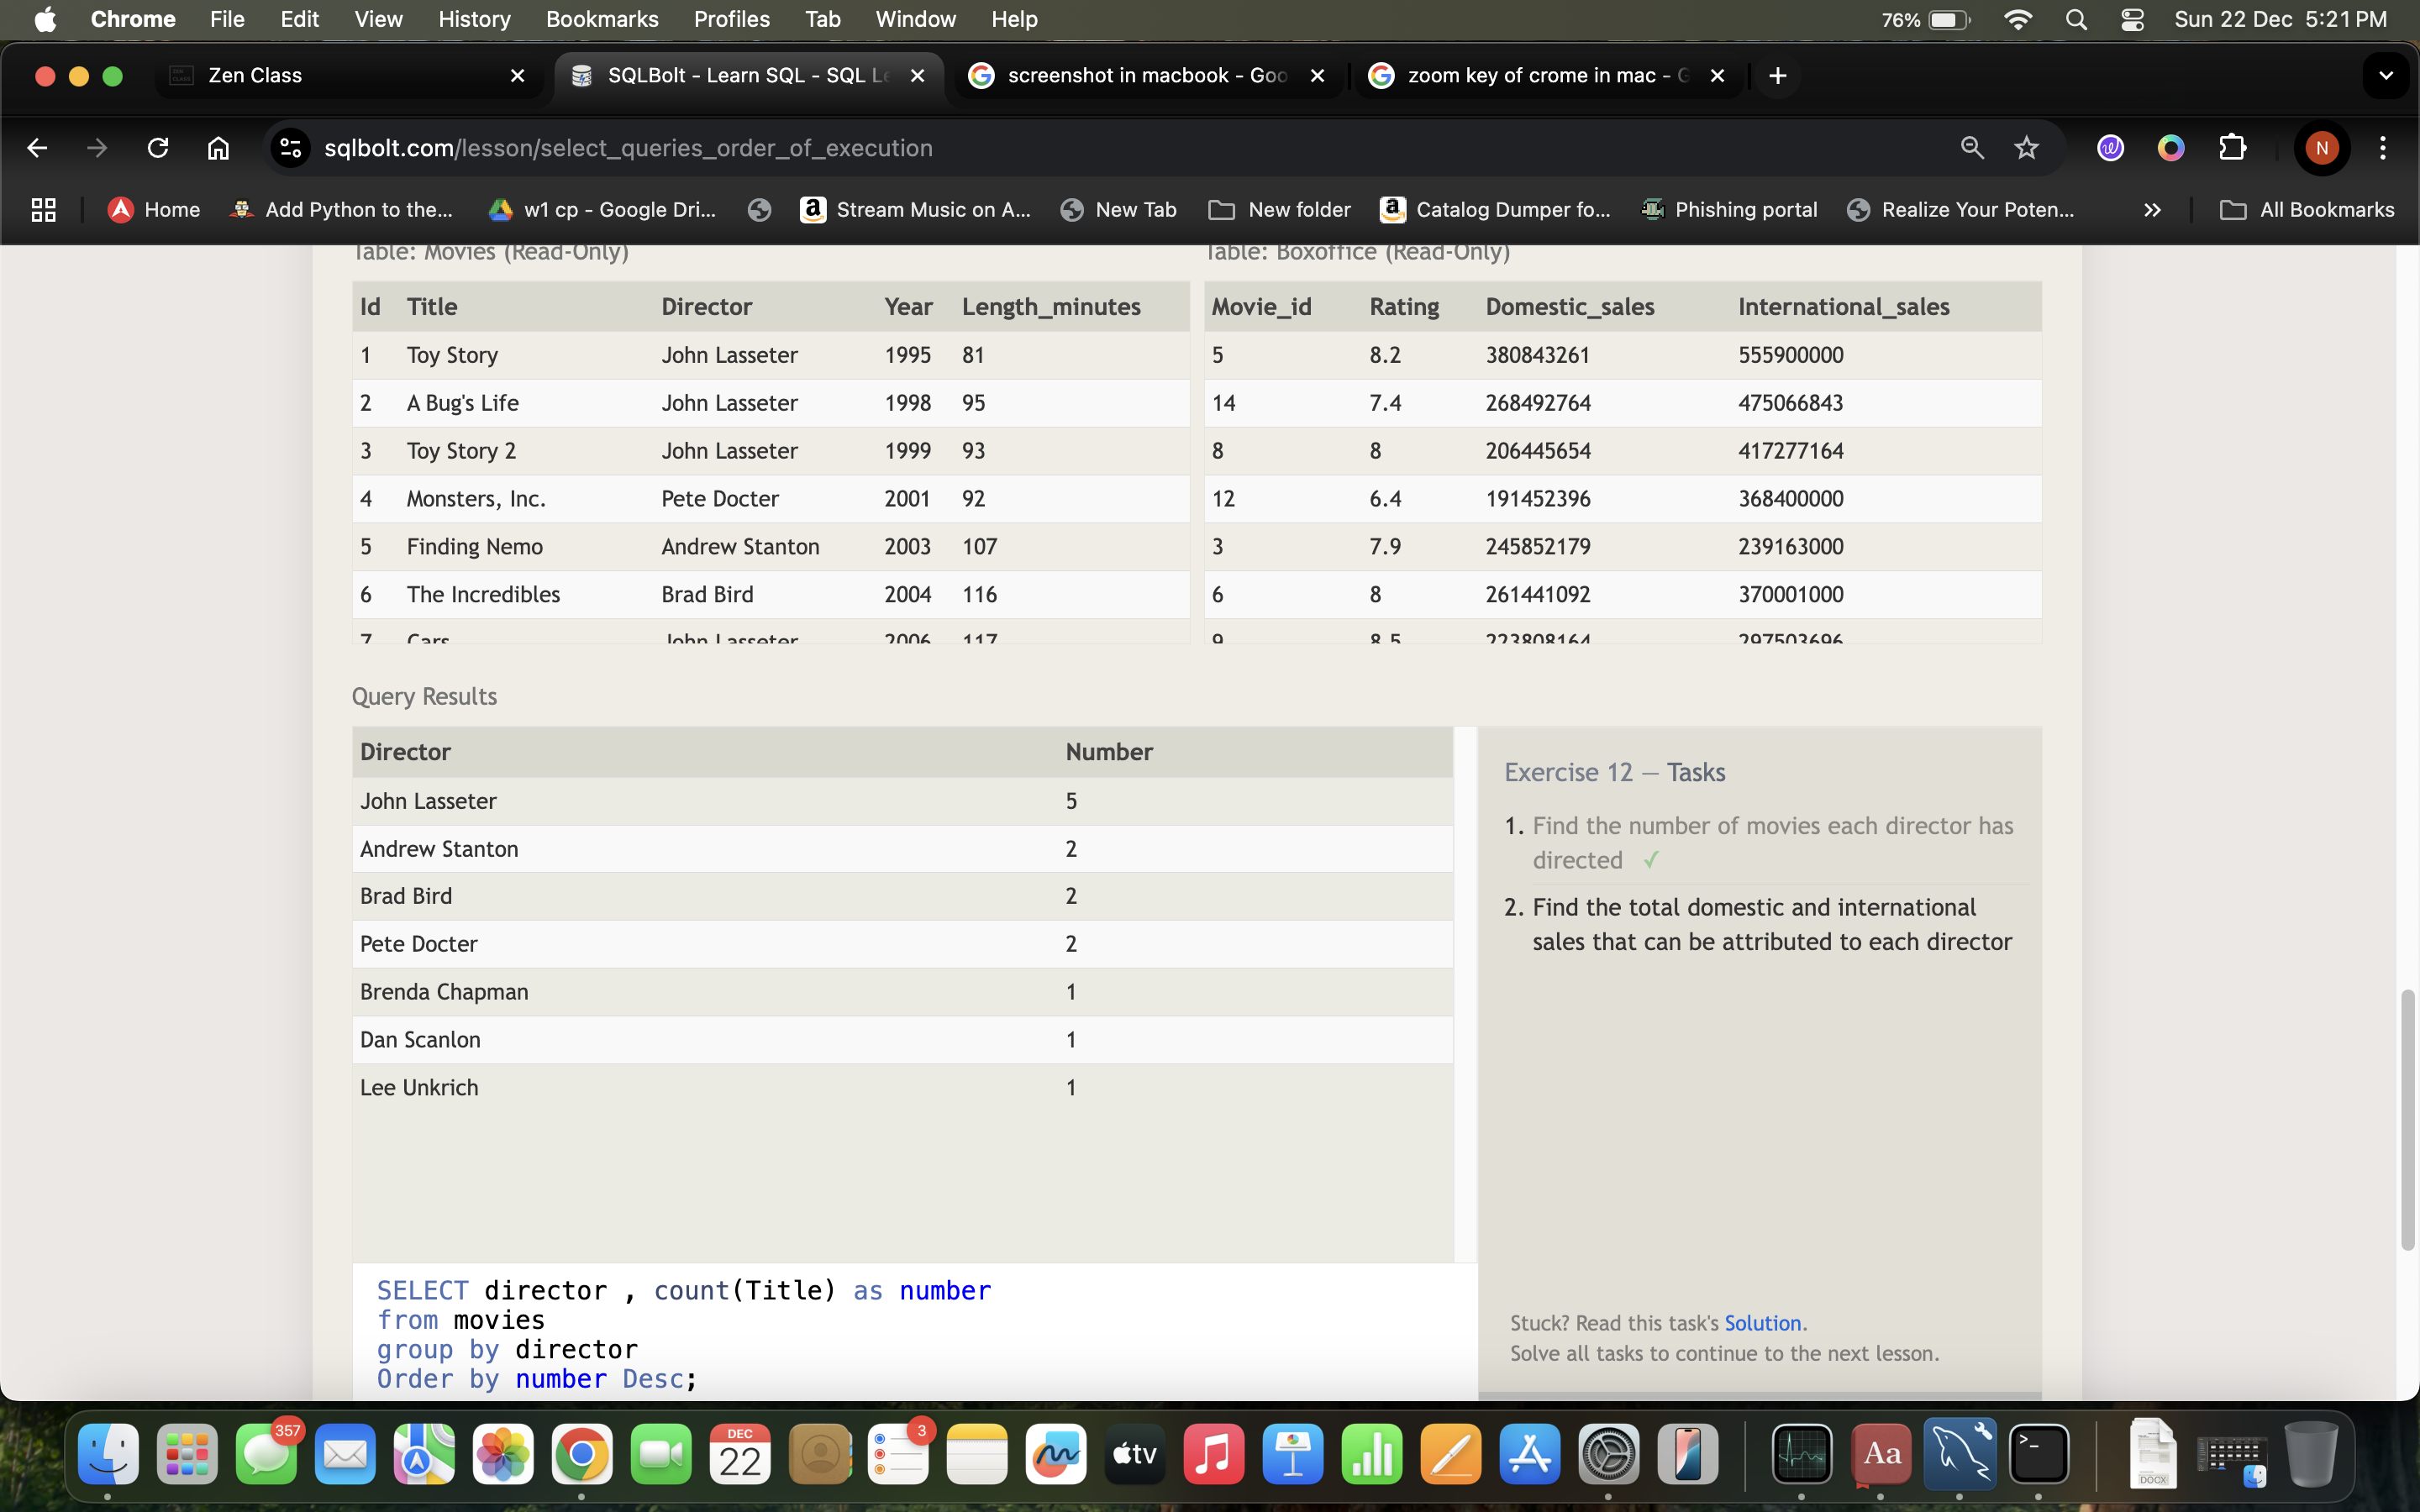 Chrome File Edit View History Bookmarks Profiles Tab Window Help 76% Sun 22 Dec 5:21 PM
Zen Class SQLBolt - Learn SQL - SQL Le screenshot in macbook - Goo zoom key of crome in mac - G
sqlbolt.com/lesson/select_queries_order_of_execution N
Home Add Python to the... w1 cp - Google Dri... Stream Music on A... New Tab New folder Catalog Dumper fo... Phishing portal Realize Your Poten... All Bookmarks
Table: Movies (Read-Only) Table: Boxoffice (Read-Only)
Id Title Director Year Length_minutes Movie_id Rating Domestic_sales International_sales
1 Toy Story John Lasseter 1995 81 5 8.2 380843261 555900000
2 A Bug's Life John Lasseter 1998 95 14 7.4 268492764 475066843
3 Toy Story 2 John Lasseter 1999 93 8 8 206445654 417277164
4 Monsters, Inc. Pete Docter 2001 92 12 6.4 191452396 368400000
5 Finding Nemo Andrew Stanton 2003 107 3 7.9 245852179 239163000
6 The Incredibles Brad Bird 2004 116 6 8 261441092 370001000
7 Cars John Lasseter 2006 117 9 8.5 223808164 297503696
Query Results
Director Number
John Lasseter 5
Andrew Stanton 2
Brad Bird 2
Pete Docter 2
Brenda Chapman 1
Dan Scanlon 1
Lee Unkrich 1
Exercise 12 — Tasks
1. Find the number of movies each director has
directed ✓
2. Find the total domestic and international
sales that can be attributed to each director
Stuck? Read this task's Solution.
Solve all tasks to continue to the next lesson.
SELECT director , count(Title) as number
from movies
group by director
Order by number Desc;
357 DEC 22 3 tv Aa >_ DOCX